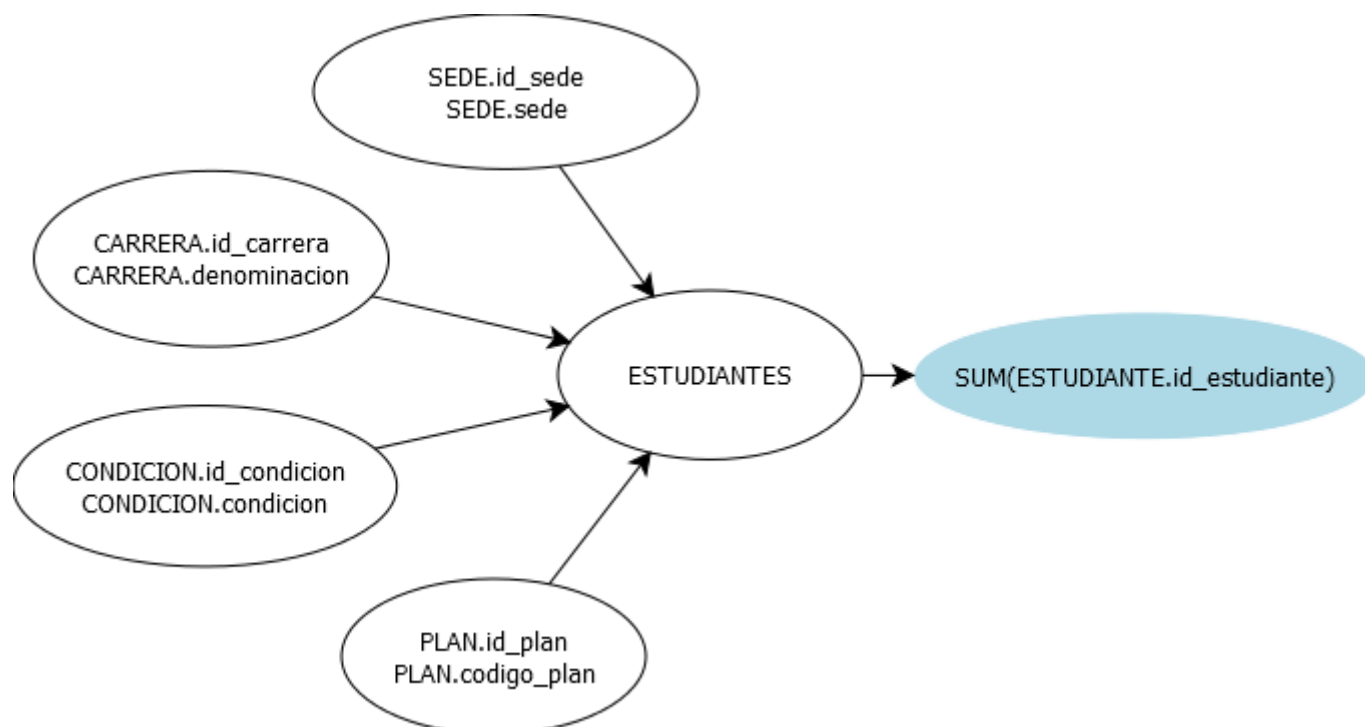 SEDE.id_sede
SEDE.sede
CARRERA.id_carrera
CARRERA.denominacion
ESTUDIANTES
SUM(ESTUDIANTE.id_estudiante)
CONDICION.id_condicion
CONDICION.condicion
PLAN.id_plan
PLAN.codigo_plan